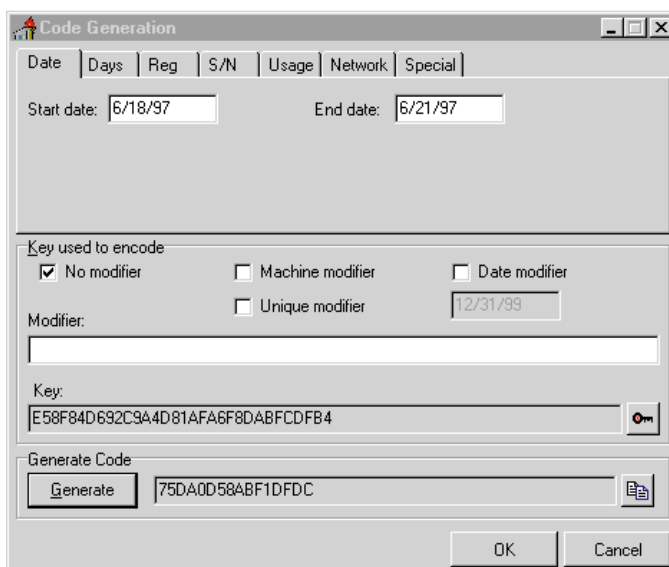 Code Generation
Date Days Reg S/N Usage Network Special
Start date: 6/18/97 End date: 6/21/97
Key used to encode
No modifier Machine modifier Date modifier
Unique modifier 12/31/99
Modifier:
Key:
E58F84D692C9A4D81AFA6F8DABFCDFB4
Generate Code
Generate 75DA0D58ABF1DFDC
OK Cancel